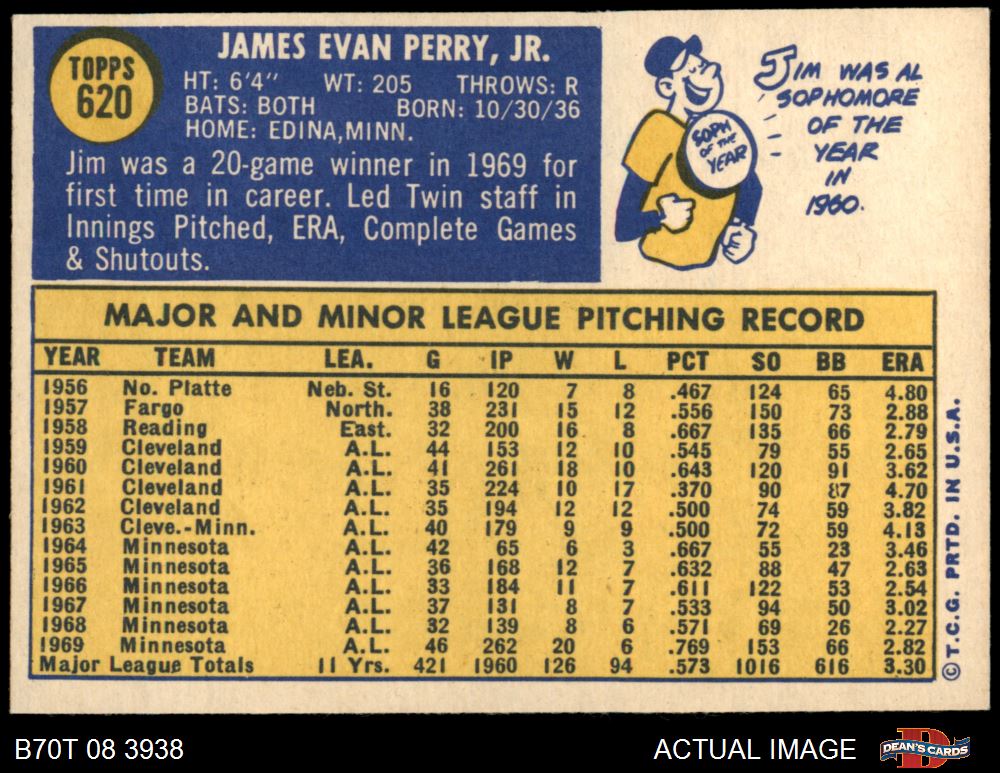 TOPPS
620
JAMES EVAN PERRY, JR.
HT: 6'4" WT: 205 THROWS: R
BATS: BOTH BORN: 10/30/36
HOME: EDINA, MINN.
Jim was a 20-game winner in 1969 for
first time in career. Led Twin staff in
Innings Pitched, ERA, Complete Games
& Shutouts.
SOPH
OF THE
YEAR
JIM WAS AL
SOPHOMORE
OF THE
YEAR
IN
1960.
MAJOR AND MINOR LEAGUE PITCHING RECORD
YEAR TEAM LEA. G IP W L PCT SO BB ERA
1956 No. Platte Neb. St. 16 120 7 8 .467 124 65 4.80
1957 Fargo North. 38 231 15 12 .556 150 73 2.88
1958 Reading East. 32 200 16 8 .667 135 66 2.79
1959 Cleveland A.L. 44 153 12 10 .545 79 55 2.65
1960 Cleveland A.L. 41 261 18 10 .643 120 91 3.62
1961 Cleveland A.L. 35 224 10 17 .370 90 87 4.70
1962 Cleveland A.L. 35 194 12 12 .500 74 59 3.82
1963 Cleve.-Minn. A.L. 40 179 9 9 .500 72 59 4.13
1964 Minnesota A.L. 42 65 6 3 .667 55 23 3.46
1965 Minnesota A.L. 36 168 12 7 .632 88 47 2.63
1966 Minnesota A.L. 33 184 11 7 .611 122 53 2.54
1967 Minnesota A.L. 37 131 8 7 .533 94 50 3.02
1968 Minnesota A.L. 32 139 8 6 .571 69 26 2.27
1969 Minnesota A.L. 46 262 20 6 .769 153 66 2.82
Major League Totals 11 Yrs. 421 1960 126 94 .573 1016 616 3.30
© T.C.G. PRTD. IN U.S.A.
B70T 08 3938
ACTUAL IMAGE
DEAN'S CARDS